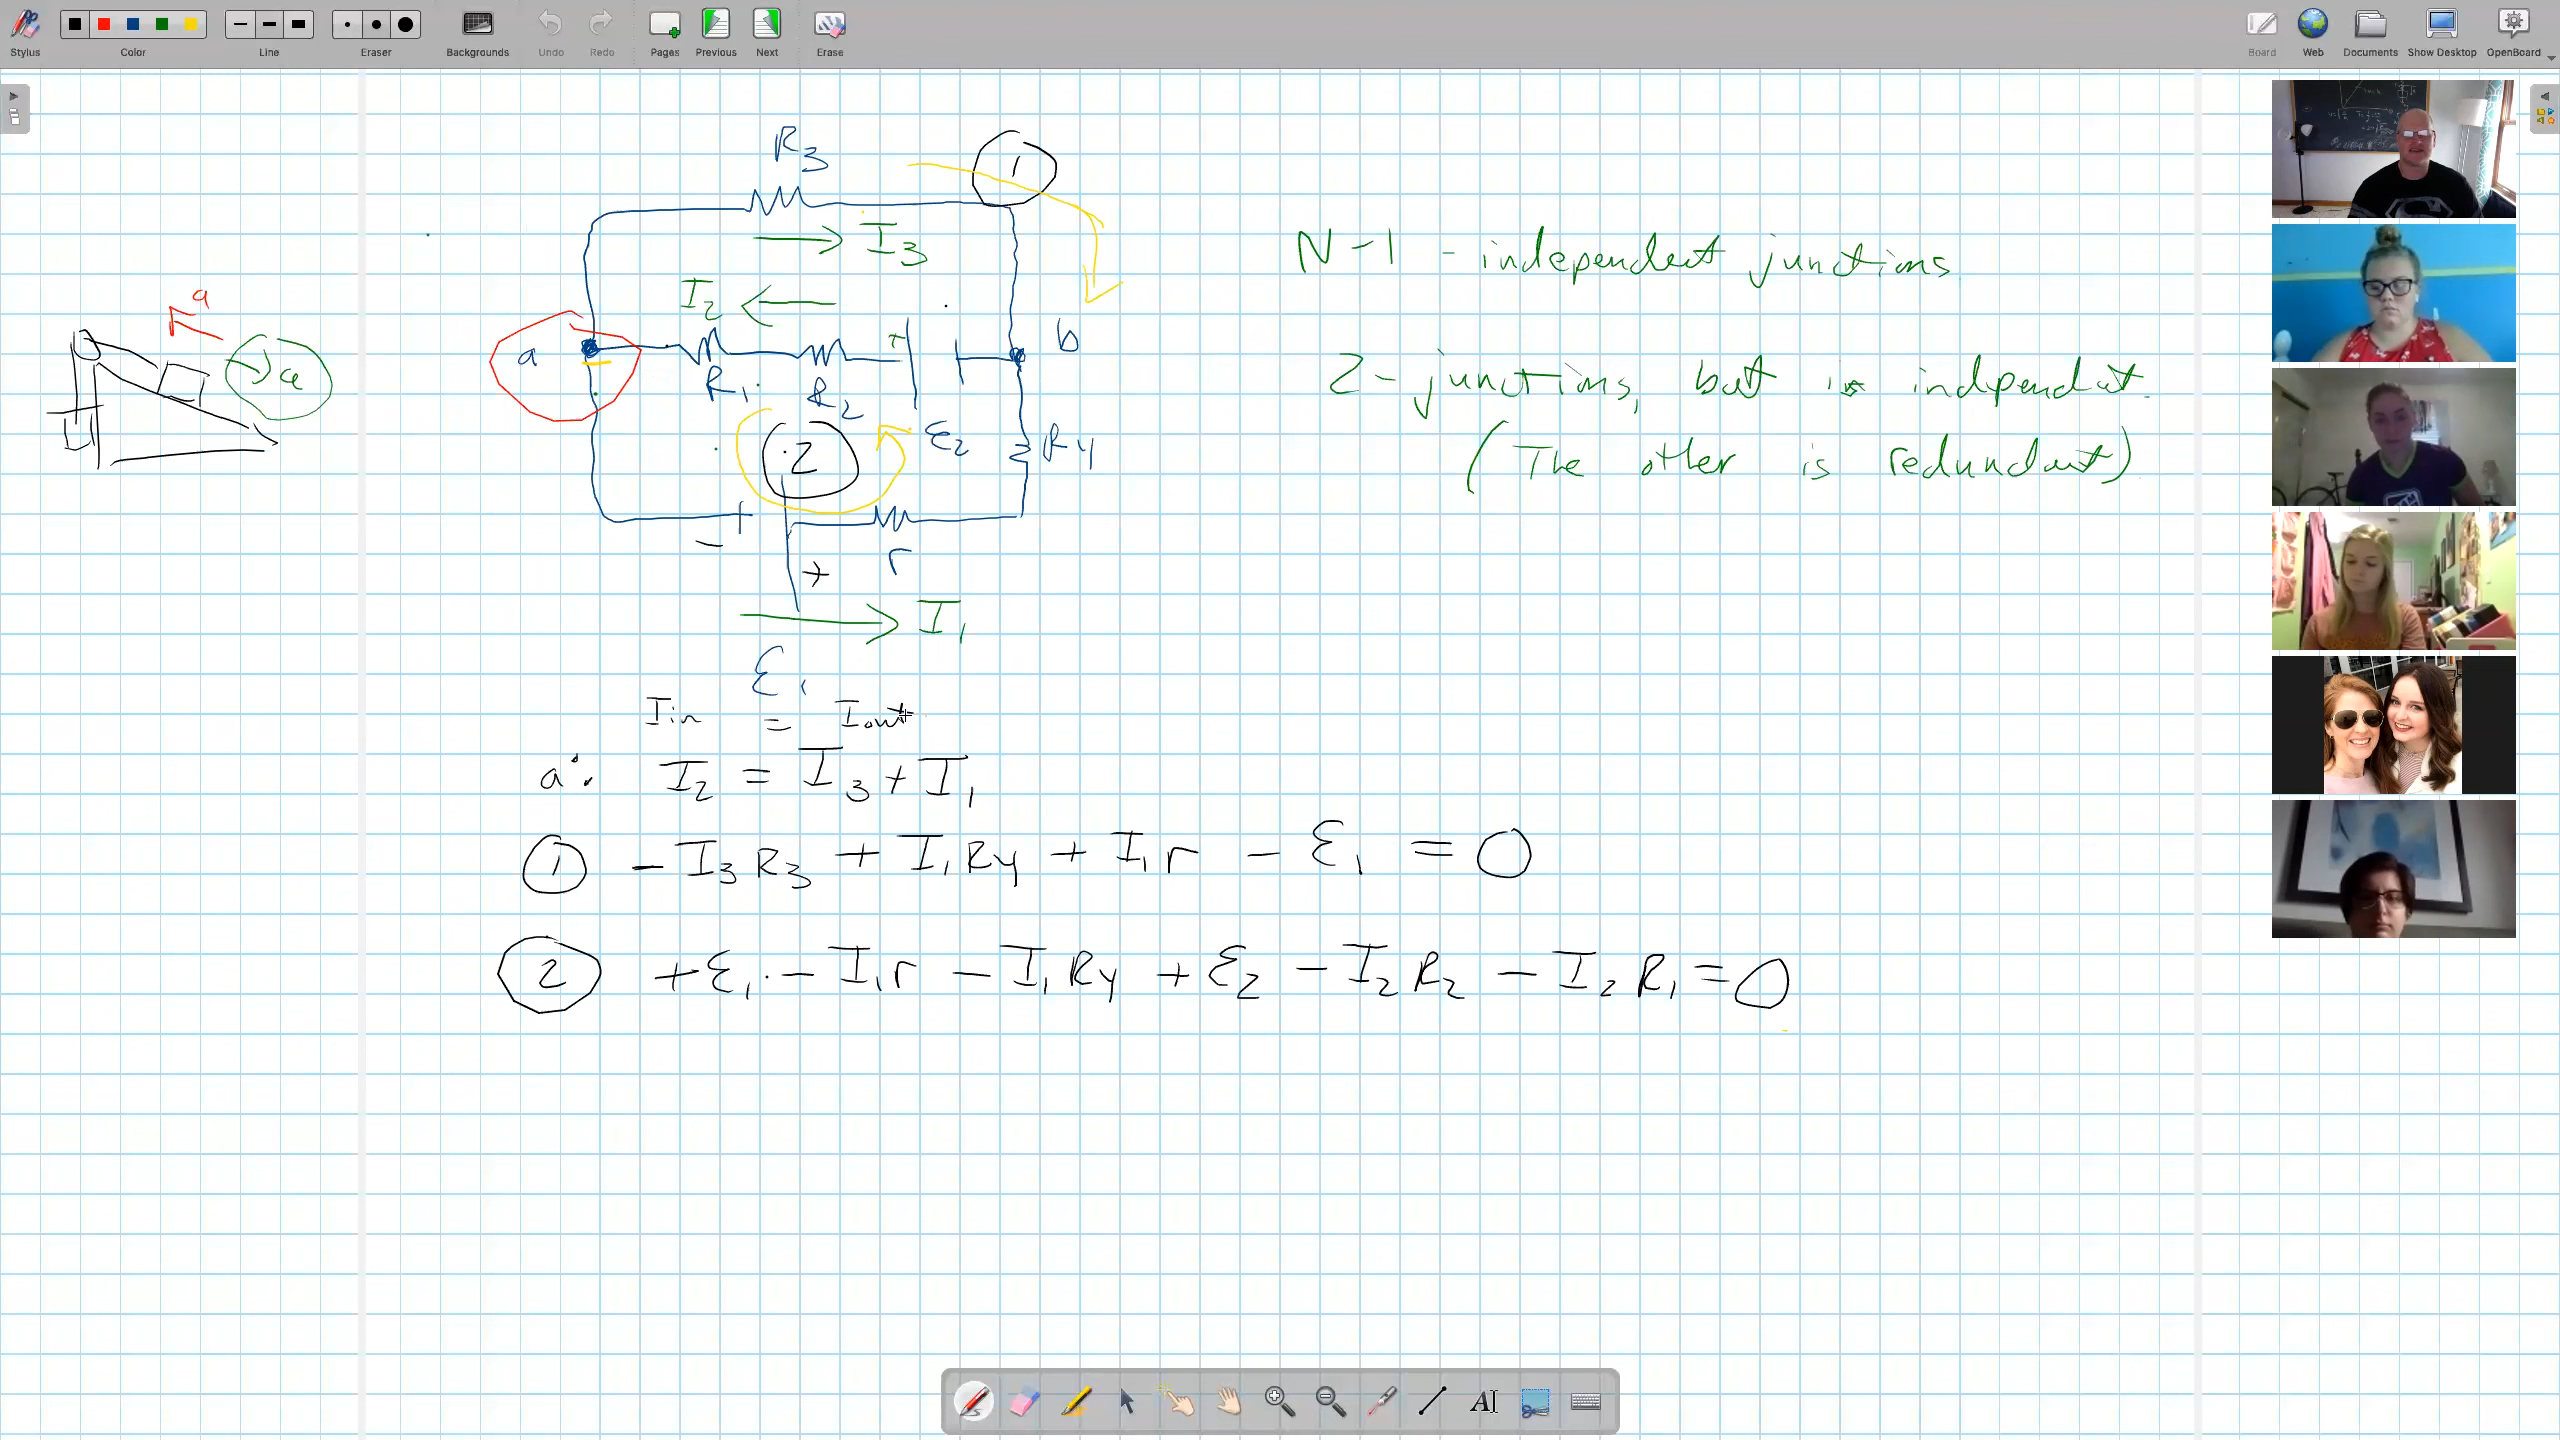 Stylus
Color
Line
Eraser
Backgrounds
Undo
Redo
Pages
Previous
Next
Erase
Board
Web
Documents
Show Desktop
OpenBoard
R₃
1
I₃
I₂
a
b
+
R₁
R₂
ε₂
R₄
2
−
+
r
I₁
ε₁
a
a
N-1 - independent junctions
2-junctions, but is independat.
(The other is redundant)
Iin = Iout
a: I₂ = I₃ + I₁
① -I₃R₃ + I₁R₄ + I₁r - ε₁ = 0
② +ε₁ - I₁r - I₁R₄ + ε₂ - I₂R₂ - I₂R₁ = 0